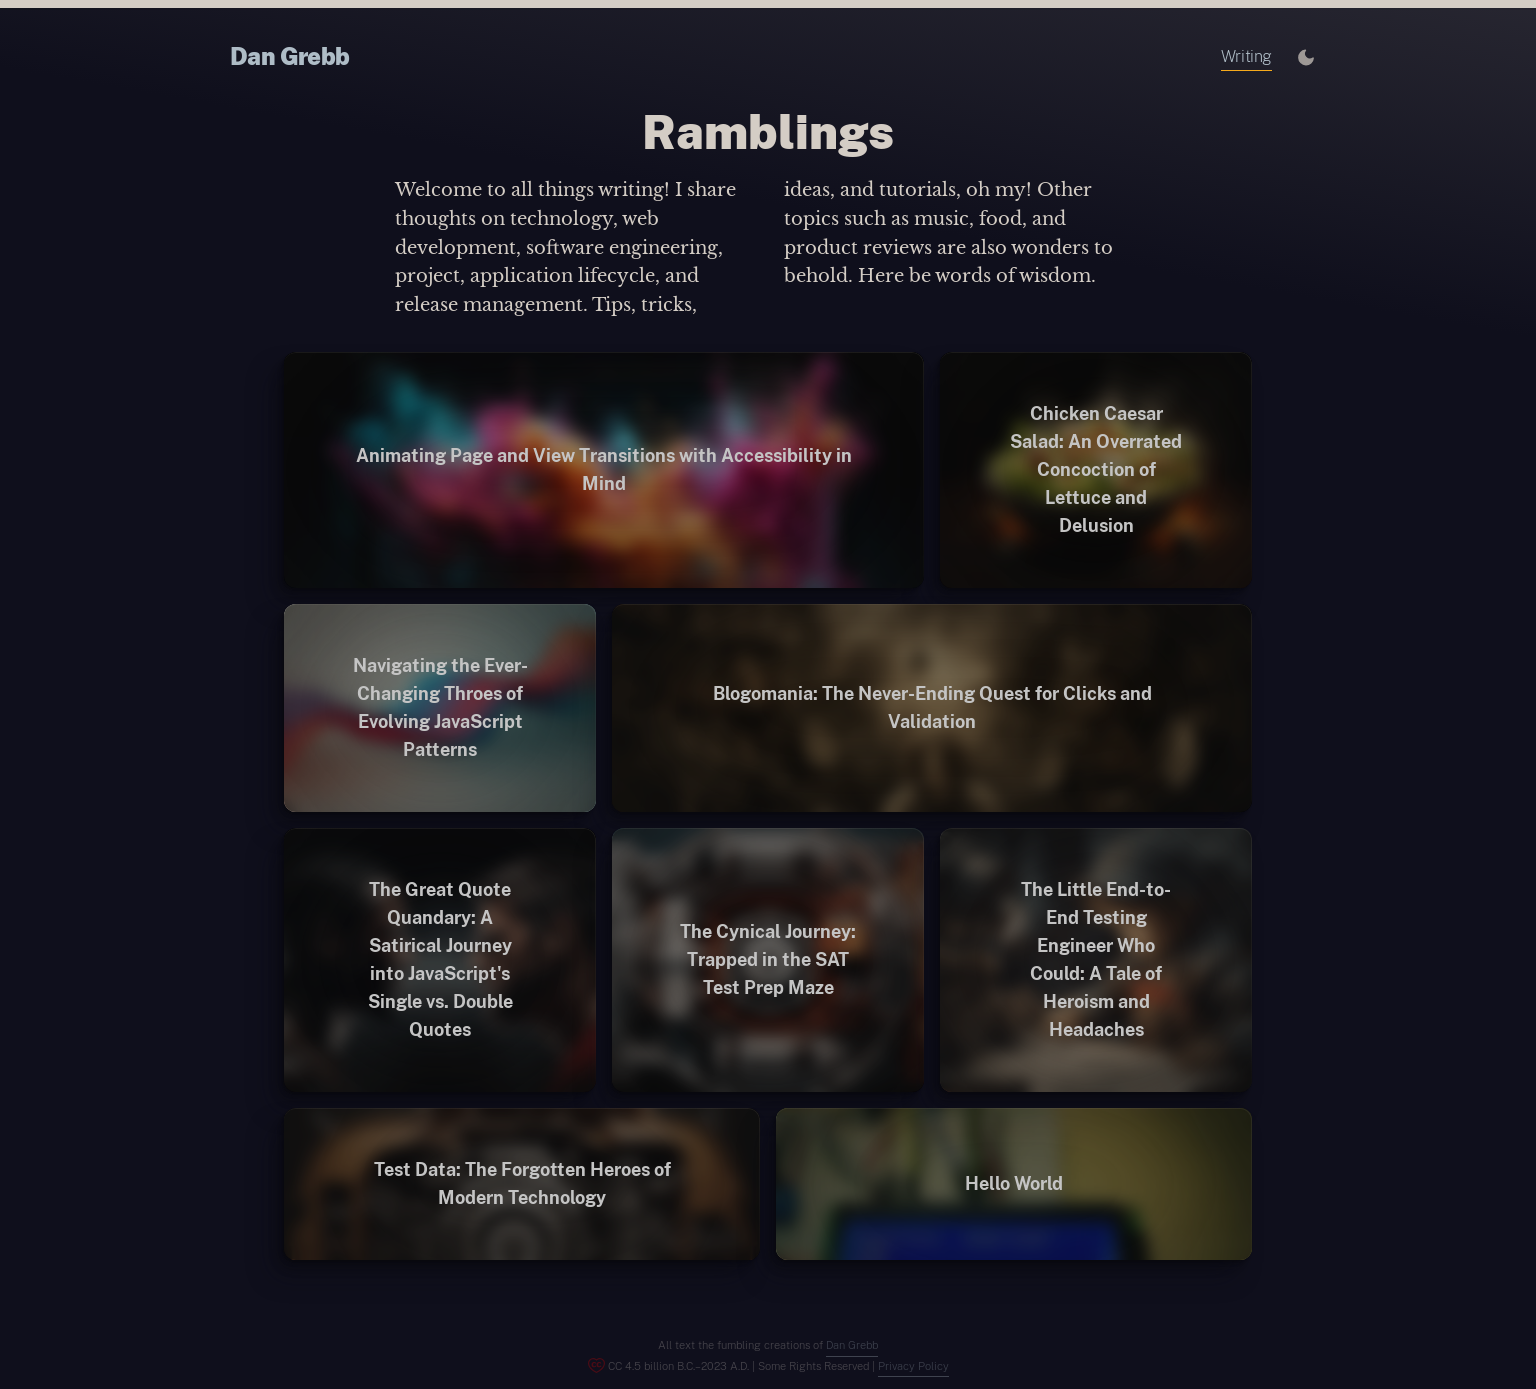 Dan Grebb
Writing
Ramblings
Welcome to all things writing! I share
thoughts on technology, web
development, software engineering,
project, application lifecycle, and
release management. Tips, tricks,
ideas, and tutorials, oh my! Other
topics such as music, food, and
product reviews are also wonders to
behold. Here be words of wisdom.
Animating Page and View Transitions with Accessibility in
Mind
Chicken Caesar
Salad: An Overrated
Concoction of
Lettuce and
Delusion
Navigating the Ever-
Changing Throes of
Evolving JavaScript
Patterns
Blogomania: The Never-Ending Quest for Clicks and
Validation
The Great Quote
Quandary: A
Satirical Journey
into JavaScript's
Single vs. Double
Quotes
The Cynical Journey:
Trapped in the SAT
Test Prep Maze
The Little End-to-
End Testing
Engineer Who
Could: A Tale of
Heroism and
Headaches
Test Data: The Forgotten Heroes of
Modern Technology
Hello World
All text the fumbling creations of Dan Grebb
CC 4.5 billion B.C.–2023 A.D. | Some Rights Reserved | Privacy Policy